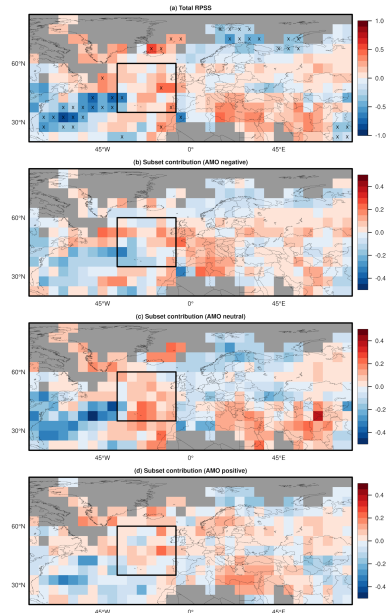 (a) Total RPSS
60°N
30°N
45°W 0° 45°E
1.0
0.5
0.0
-0.5
-1.0
(b) Subset contribution (AMO negative)
60°N
30°N
45°W 0° 45°E
0.4
0.2
0.0
-0.2
-0.4
(c) Subset contribution (AMO neutral)
60°N
30°N
45°W 0° 45°E
0.4
0.2
0.0
-0.2
-0.4
(d) Subset contribution (AMO positive)
60°N
30°N
45°W 0° 45°E
0.4
0.2
0.0
-0.2
-0.4